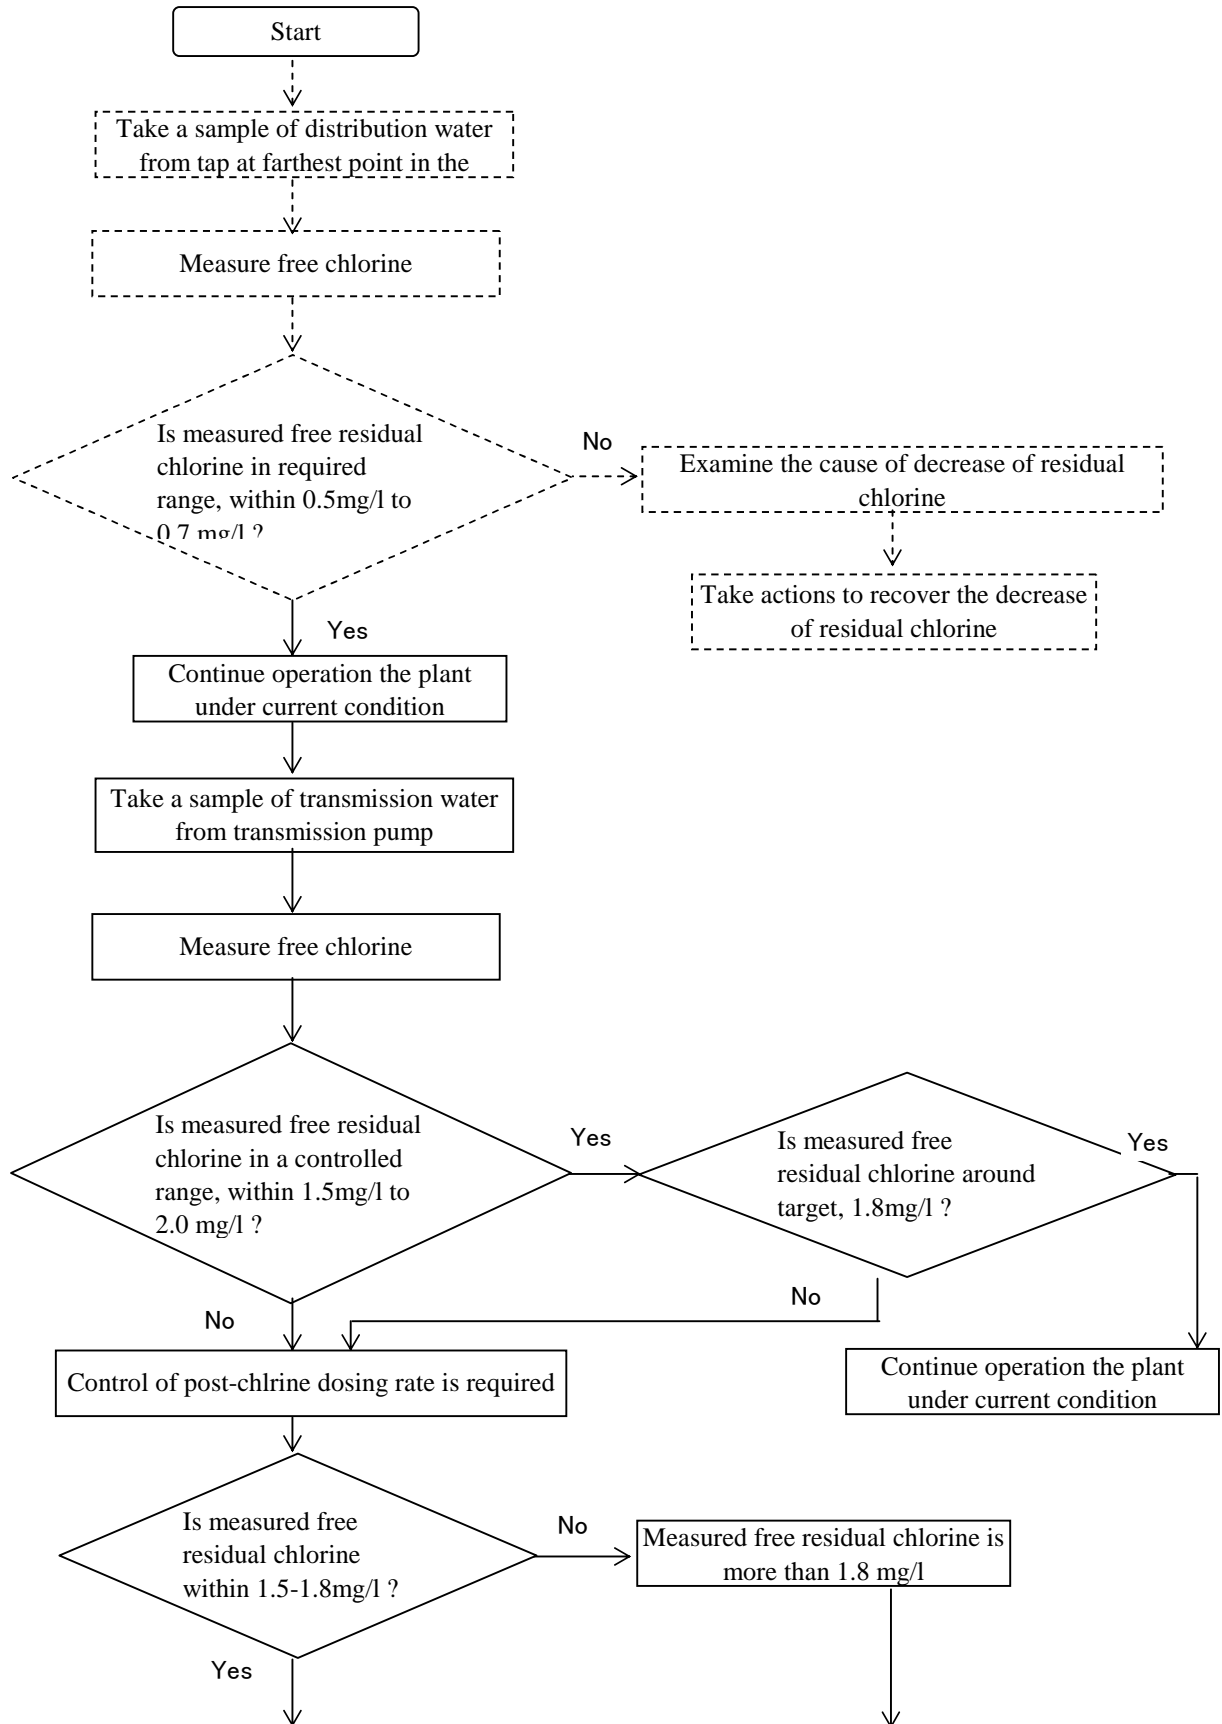 Start
Take a sample of distribution water
from tap at farthest point in the
Measure free chlorine
Is measured free residual
chlorine in required
range, within 0.5mg/l to
0.7 mg/l ?
No
Examine the cause of decrease of residual
chlorine
Take actions to recover the decrease
of residual chlorine
Yes
Continue operation the plant
under current condition
Take a sample of transmission water
from transmission pump
Measure free chlorine
Is measured free residual
chlorine in a controlled
range, within 1.5mg/l to
2.0 mg/l ?
Yes
Is measured free
residual chlorine around
target, 1.8mg/l ?
Yes
No
No
Control of post-chlrine dosing rate is required
Continue operation the plant
under current condition
Is measured free
residual chlorine
within 1.5-1.8mg/l ?
No
Measured free residual chlorine is
more than 1.8 mg/l
Yes